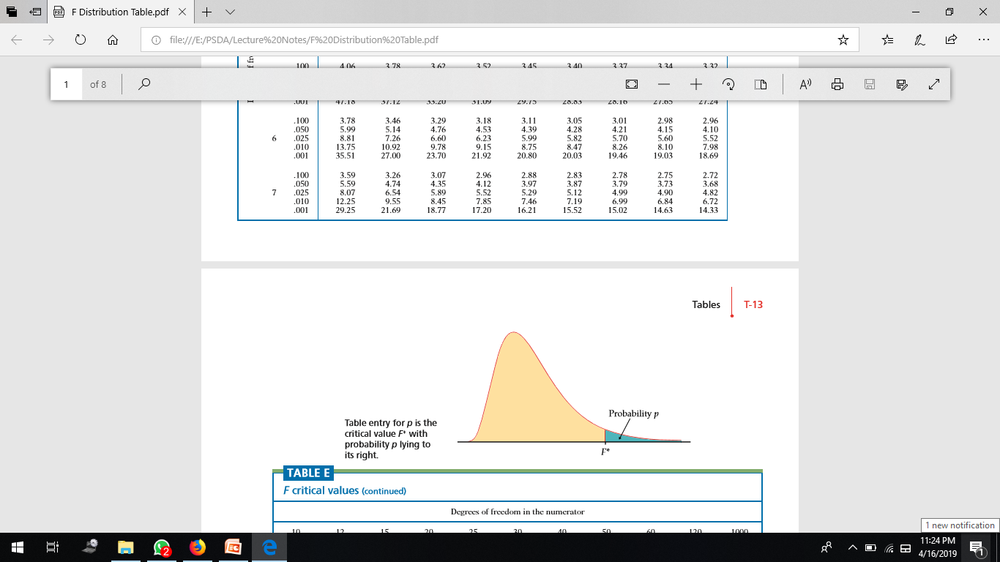 F Distribution Table.pdf
file:///E:/PSDA/Lecture%20Notes/F%20Distribution%20Table.pdf
100 4.06 3.78 3.62 3.52 3.45 3.40 3.37 3.34 3.32
1 of 8
.001 47.18 37.12 33.20 31.09 29.75 28.83 28.16 27.65 27.24
.100 3.78 3.46 3.29 3.18 3.11 3.05 3.01 2.98 2.96
.050 5.99 5.14 4.76 4.53 4.39 4.28 4.21 4.15 4.10
6 .025 8.81 7.26 6.60 6.23 5.99 5.82 5.70 5.60 5.52
.010 13.75 10.92 9.78 9.15 8.75 8.47 8.26 8.10 7.98
.001 35.51 27.00 23.70 21.92 20.80 20.03 19.46 19.03 18.69
.100 3.59 3.26 3.07 2.96 2.88 2.83 2.78 2.75 2.72
.050 5.59 4.74 4.35 4.12 3.97 3.87 3.79 3.73 3.68
7 .025 8.07 6.54 5.89 5.52 5.29 5.12 4.99 4.90 4.82
.010 12.25 9.55 8.45 7.85 7.46 7.19 6.99 6.84 6.72
.001 29.25 21.69 18.77 17.20 16.21 15.52 15.02 14.63 14.33
Tables T-13
Probability p
Table entry for p is the
critical value F* with
probability p lying to
its right.
F*
TABLE E
F critical values (continued)
Degrees of freedom in the numerator
10 12 15 20 25 30 40 50 60 120 1000
1 new notification
11:24 PM
4/16/2019